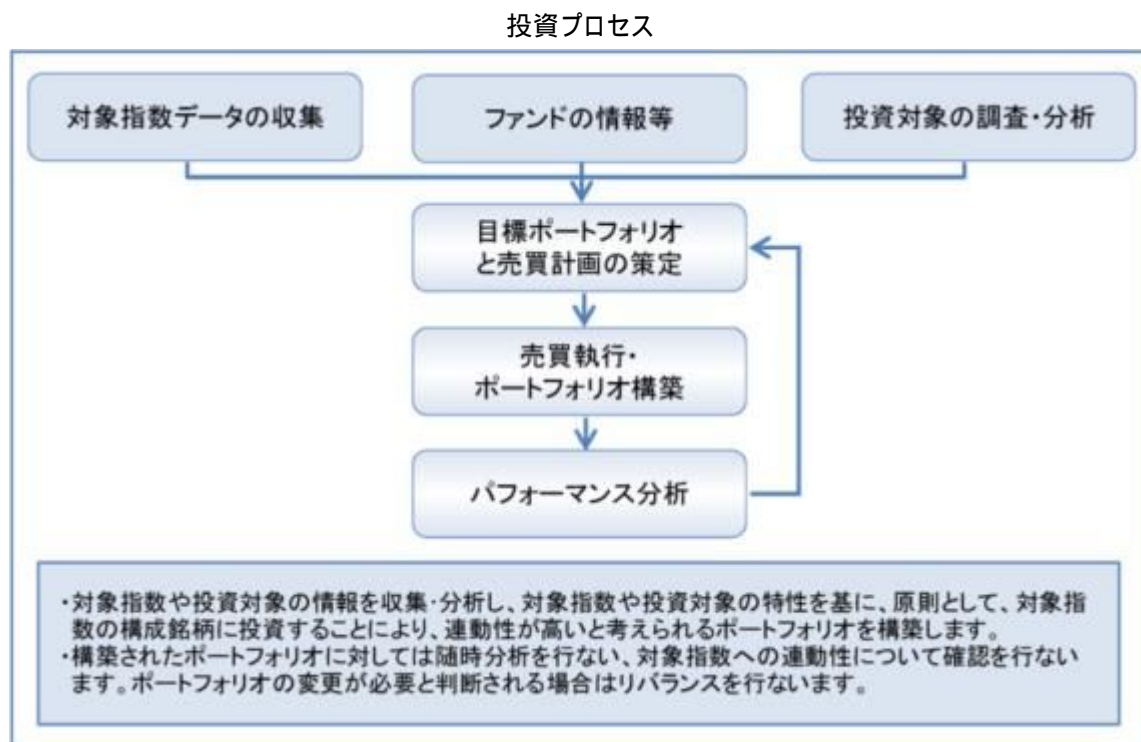 投資プロセス
対象指数データの収集
ファンドの情報等
投資対象の調査・分析
目標ポートフォリオ
と売買計画の策定
売買執行・
ポートフォリオ構築
パフォーマンス分析
・対象指数や投資対象の情報を収集・分析し、対象指数や投資対象の特性を基に、原則として、対象指
数の構成銘柄に投資することにより、連動性が高いと考えられるポートフォリオを構築します。
・構築されたポートフォリオに対しては随時分析を行ない、対象指数への連動性について確認を行ない
ます。ポートフォリオの変更が必要と判断される場合はリバランスを行ないます。